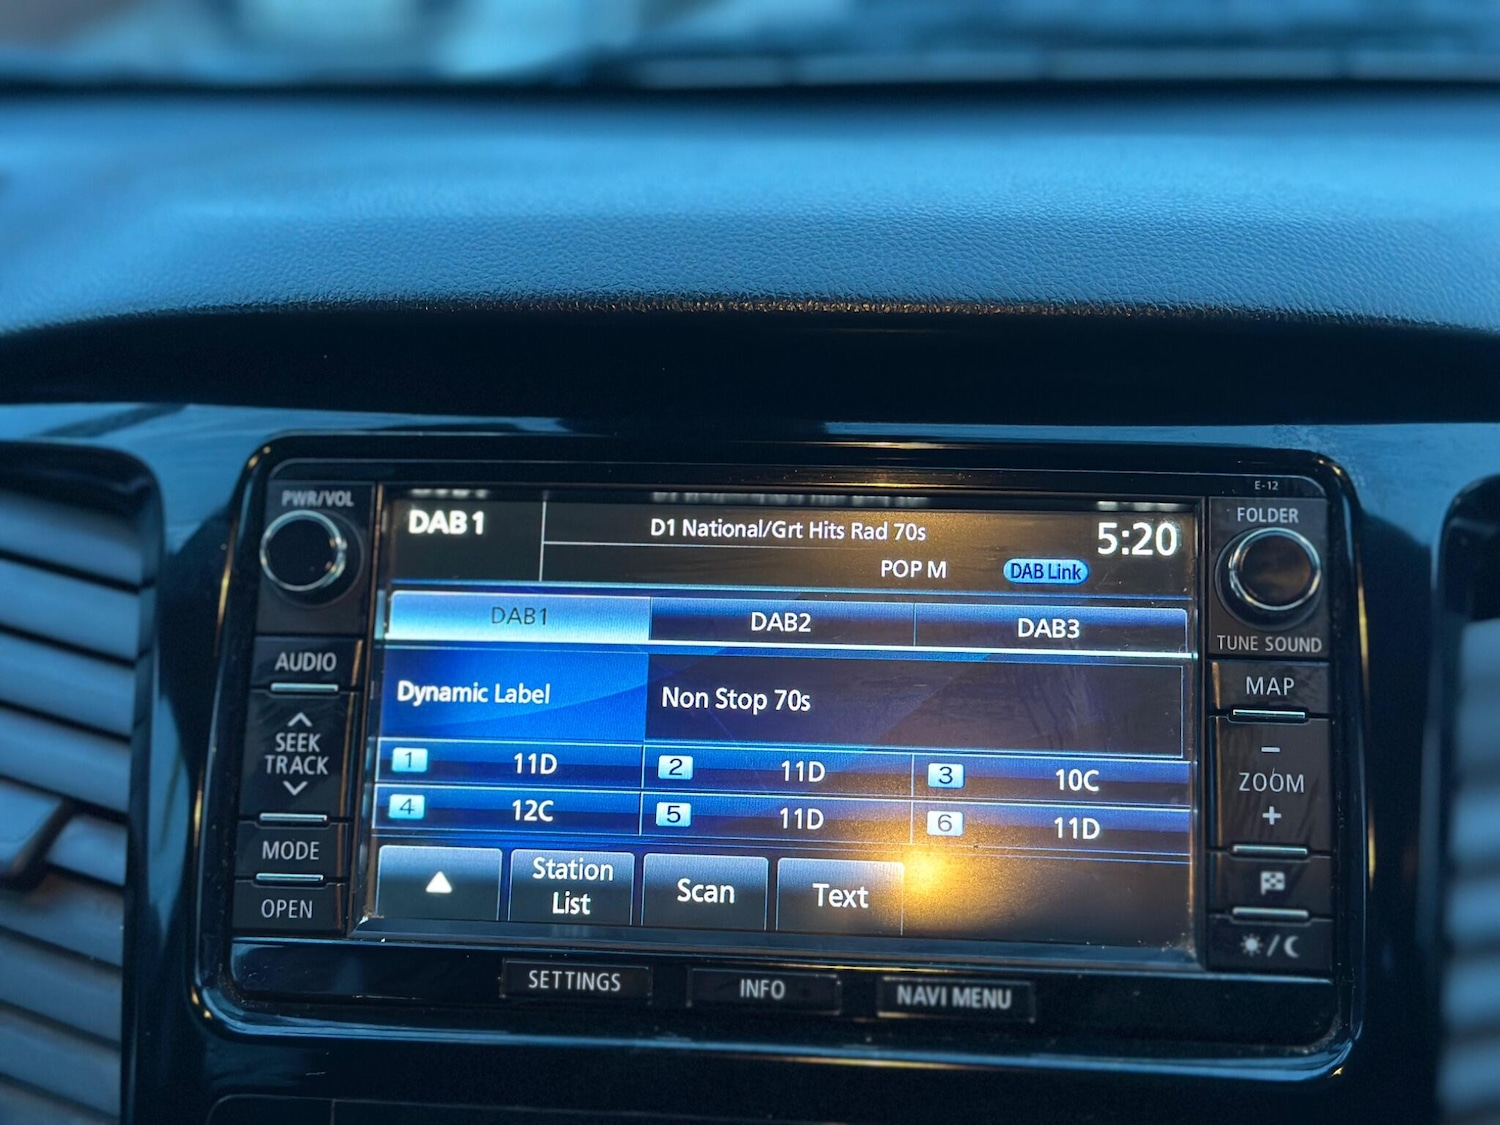 E-12
PWR/VOL
DAB1
D1 National/Grt Hits Rad 70s
5:20
POP M
DAB Link
FOLDER
TUNE SOUND
DAB1
DAB2
DAB3
AUDIO
Dynamic Label
Non Stop 70s
MAP
SEEK
TRACK
1 11D
2 11D
3 10C
− ZOOM +
4 12C
5 11D
6 11D
MODE
Station
List
Scan
Text
OPEN
SETTINGS
INFO
NAVI MENU